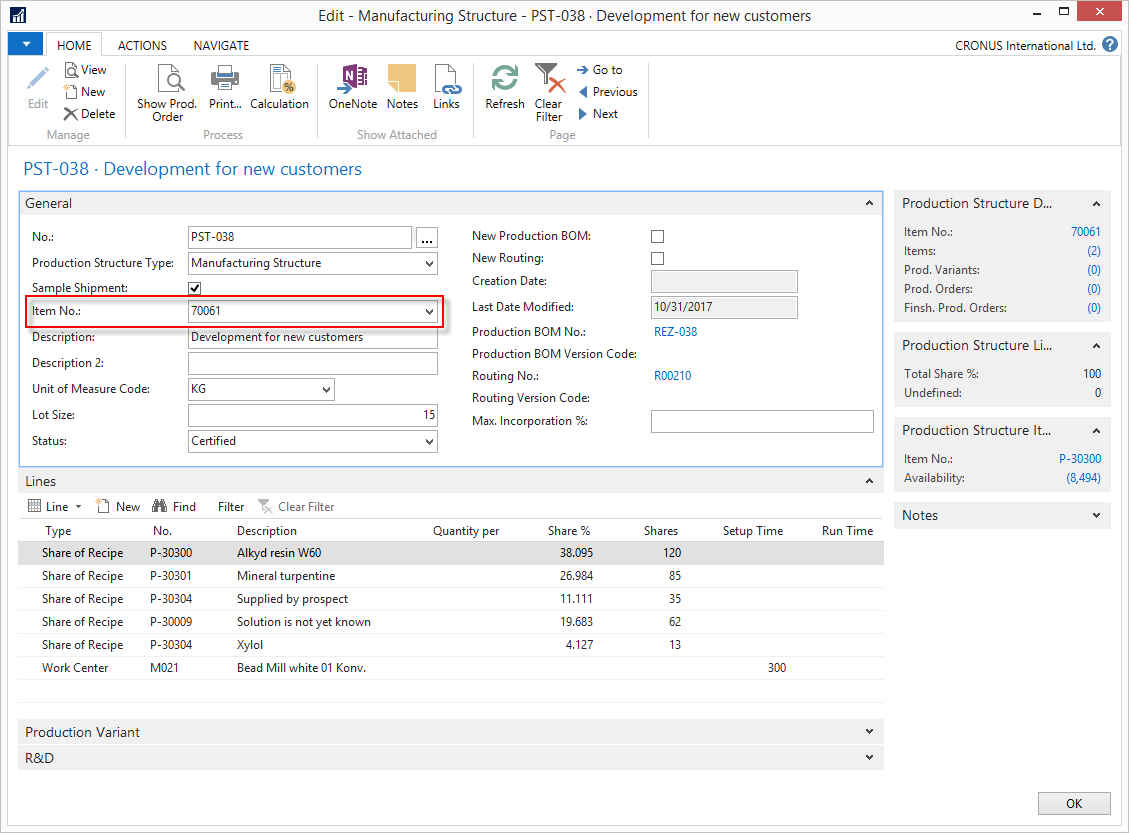 Edit - Manufacturing Structure - PST-038 · Development for new customers
HOME ACTIONS NAVIGATE CRONUS International Ltd. ?
Edit
View
New
Delete
Manage
Show Prod. Order
Print...
Calculation
Process
OneNote
Notes
Links
Show Attached
Refresh
Clear Filter
Go to
Previous
Next
Page
PST-038 · Development for new customers
General
No.: PST-038 ...
Production Structure Type: Manufacturing Structure
Sample Shipment:
Item No.: 70061
Description: Development for new customers
Description 2:
Unit of Measure Code: KG
Lot Size: 15
Status: Certified
New Production BOM:
New Routing:
Creation Date:
Last Date Modified: 10/31/2017
Production BOM No.: REZ-038
Production BOM Version Code:
Routing No.: R00210
Routing Version Code:
Max. Incorporation %:
Lines
Line New Find Filter Clear Filter
Type No. Description Quantity per Share % Shares Setup Time Run Time
Share of Recipe P-30300 Alkyd resin W60 38.095 120
Share of Recipe P-30301 Mineral turpentine 26.984 85
Share of Recipe P-30304 Supplied by prospect 11.111 35
Share of Recipe P-30009 Solution is not yet known 19.683 62
Share of Recipe P-30304 Xylol 4.127 13
Work Center M021 Bead Mill white 01 Konv. 300
Production Variant
R&D
Production Structure D...
Item No.: 70061
Items: (2)
Prod. Variants: (0)
Prod. Orders: (0)
Finsh. Prod. Orders: (0)
Production Structure Li...
Total Share %: 100
Undefined: 0
Production Structure It...
Item No.: P-30300
Availability: (8,494)
Notes
OK